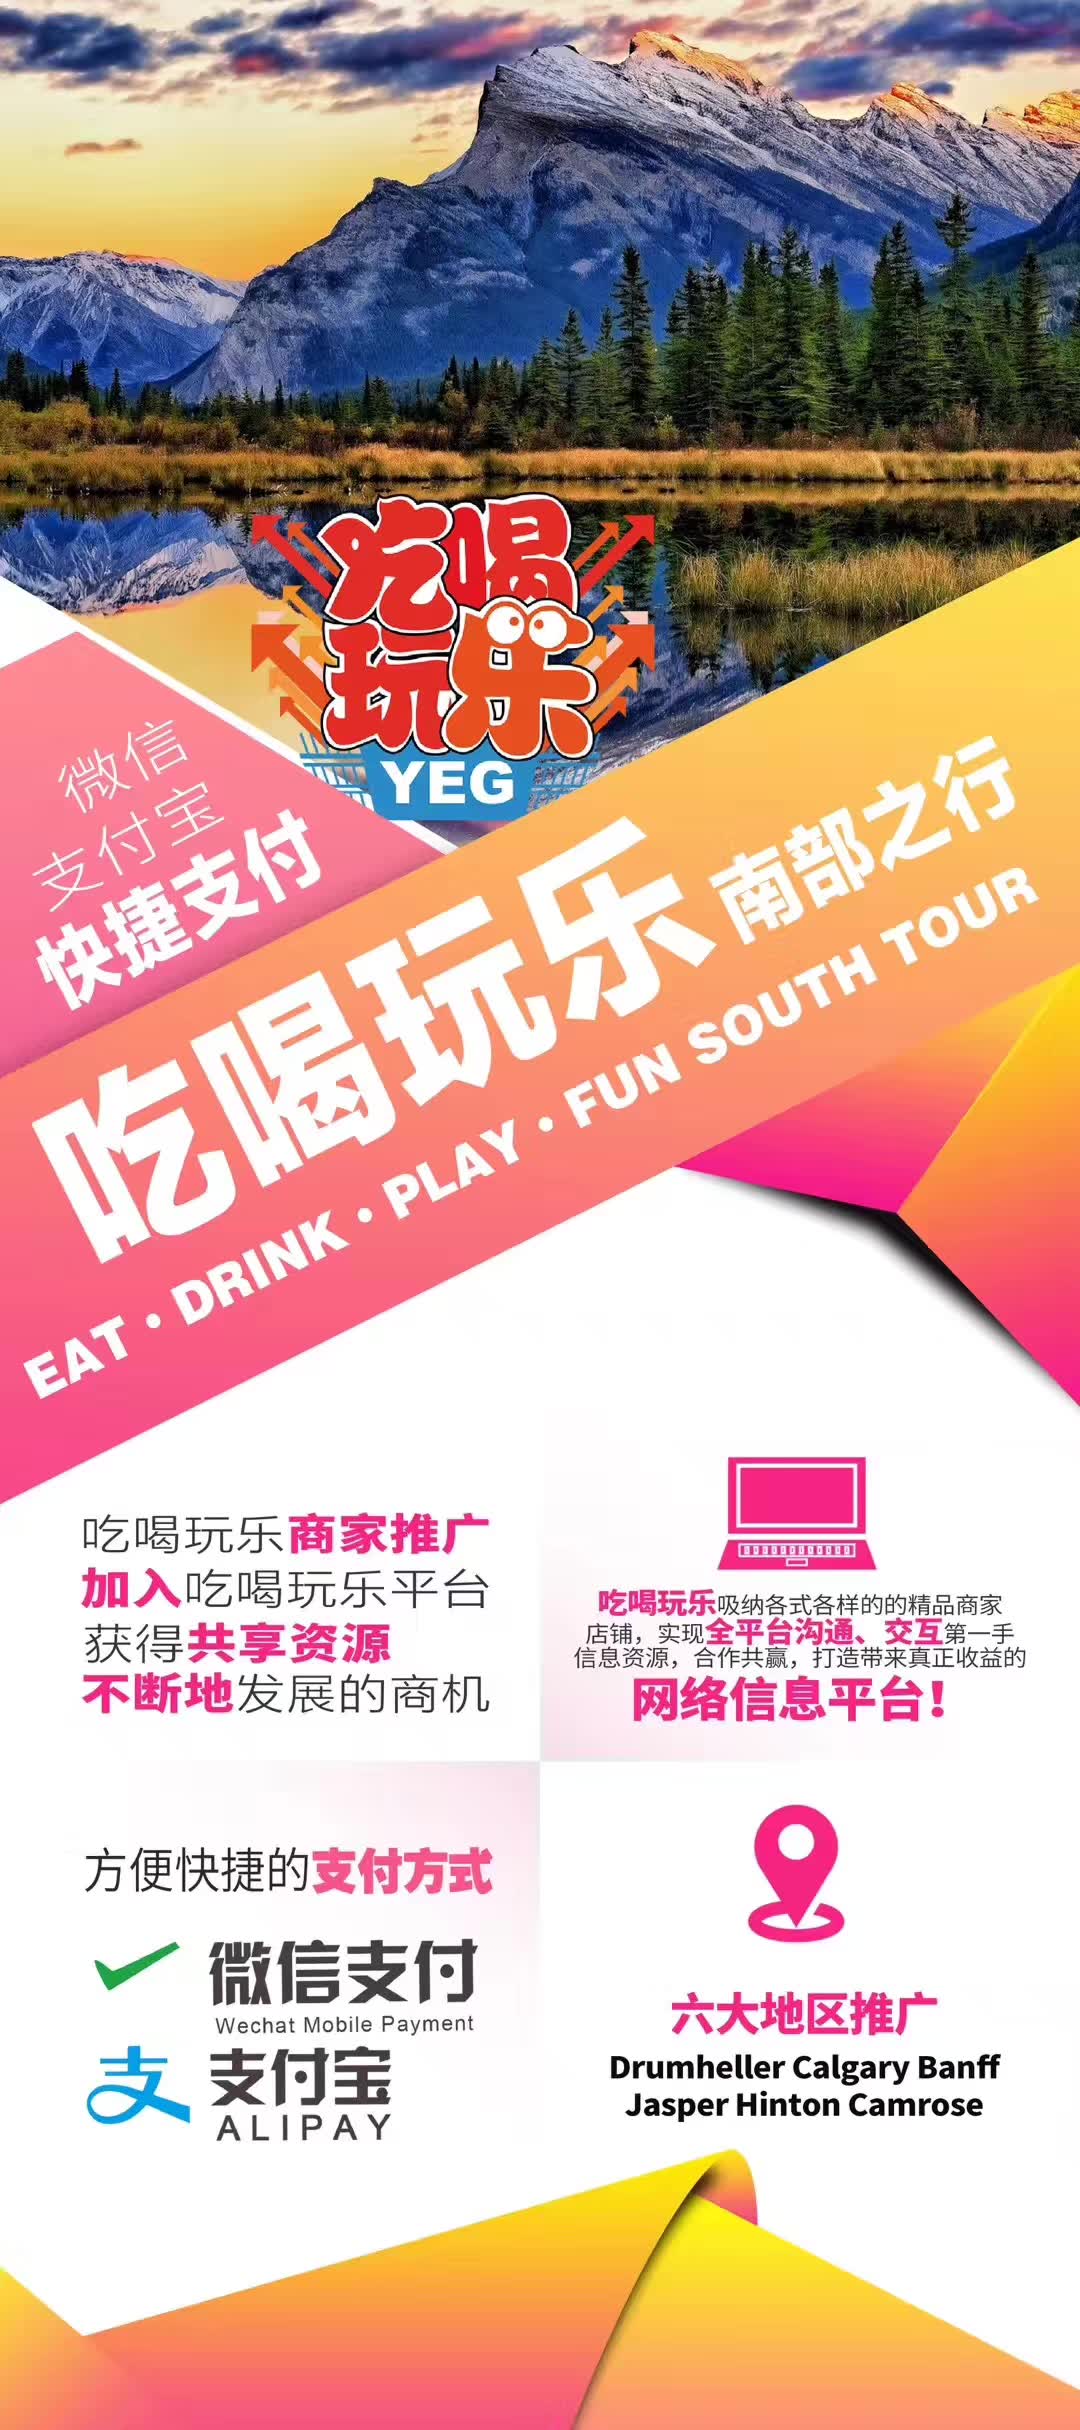 吃喝
玩乐
YEG
微信
支付宝
快捷支付
吃喝玩乐 南部之行
EAT · DRINK · PLAY · FUN SOUTH TOUR
吃喝玩乐商家推广
加入吃喝玩乐平台
获得共享资源
不断地发展的商机
吃喝玩乐吸纳各式各样的的精品商家
店铺，实现全平台沟通、交互第一手
信息资源，合作共赢，打造带来真正收益的
网络信息平台！
方便快捷的支付方式
微信支付
Wechat Mobile Payment
支 支付宝
ALIPAY
六大地区推广
Drumheller Calgary Banff
Jasper Hinton Camrose